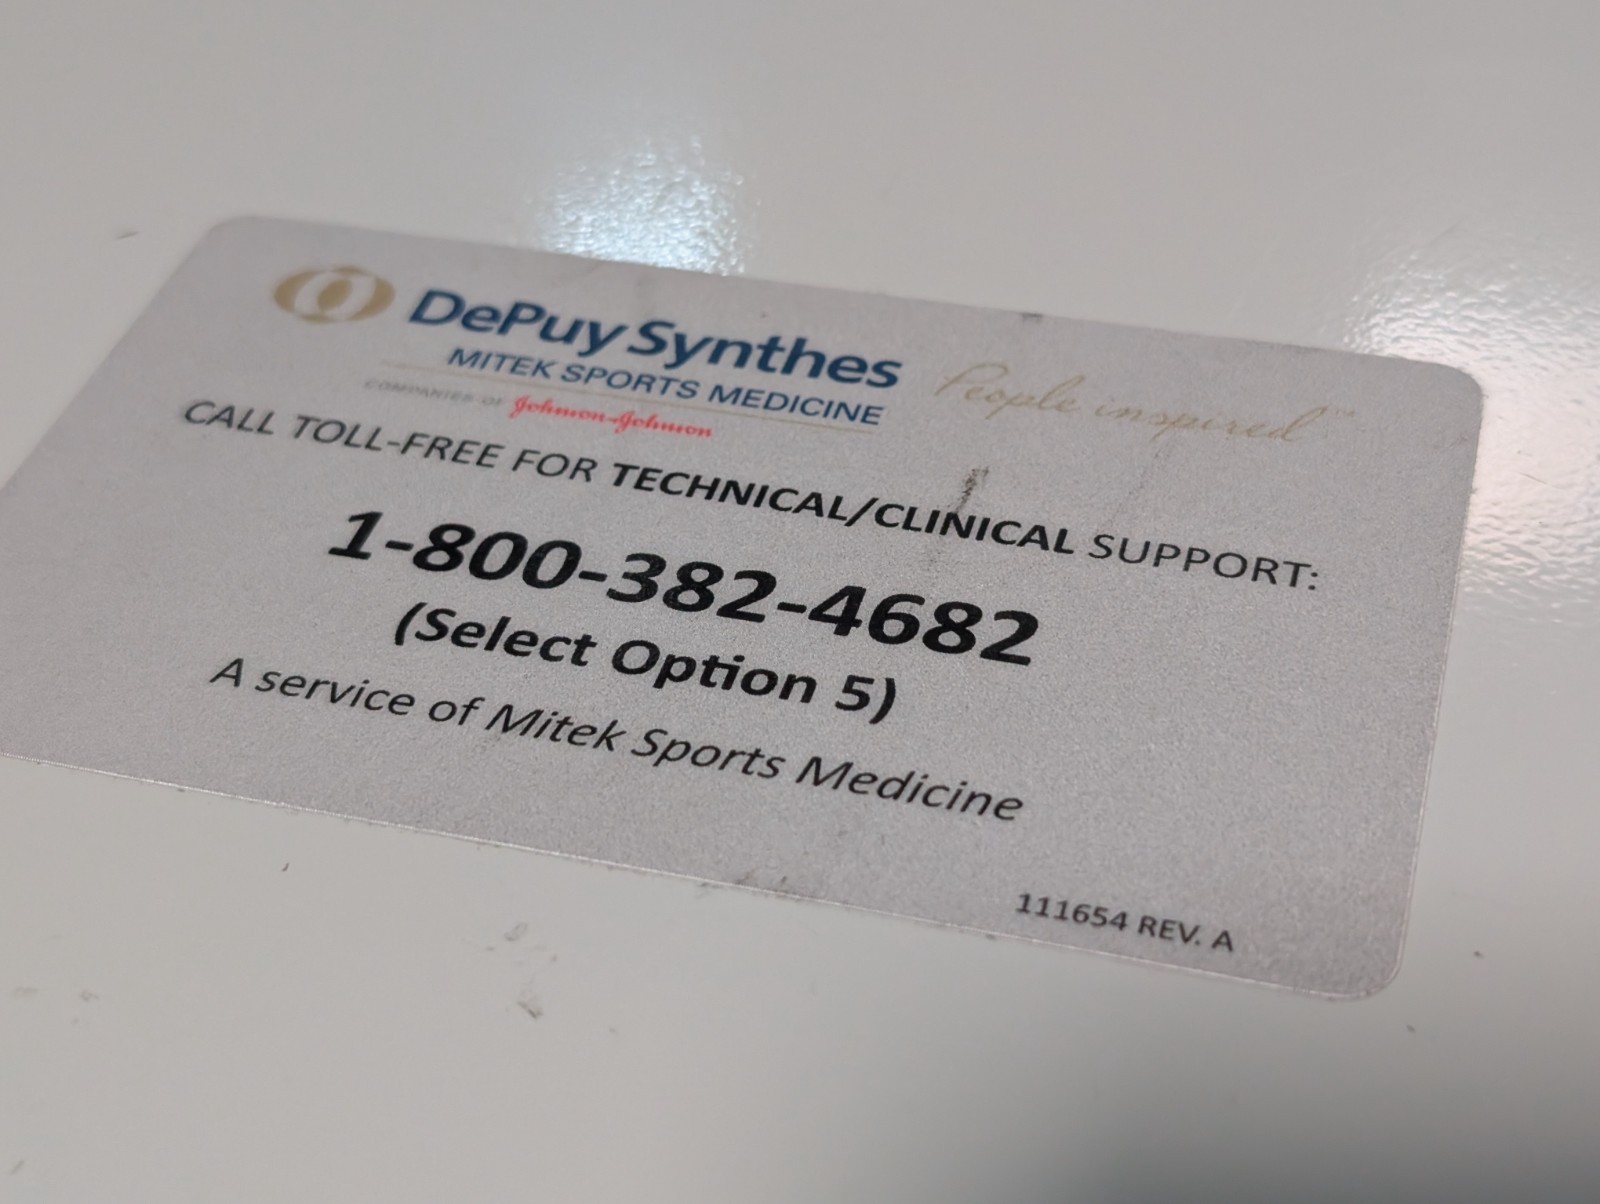 DePuy Synthes
MITEK SPORTS MEDICINE
COMPANIES OF Johnson-Johnson
People inspired™
CALL TOLL-FREE FOR TECHNICAL/CLINICAL SUPPORT:
1-800-382-4682
(Select Option 5)
A service of Mitek Sports Medicine
111654 REV. A